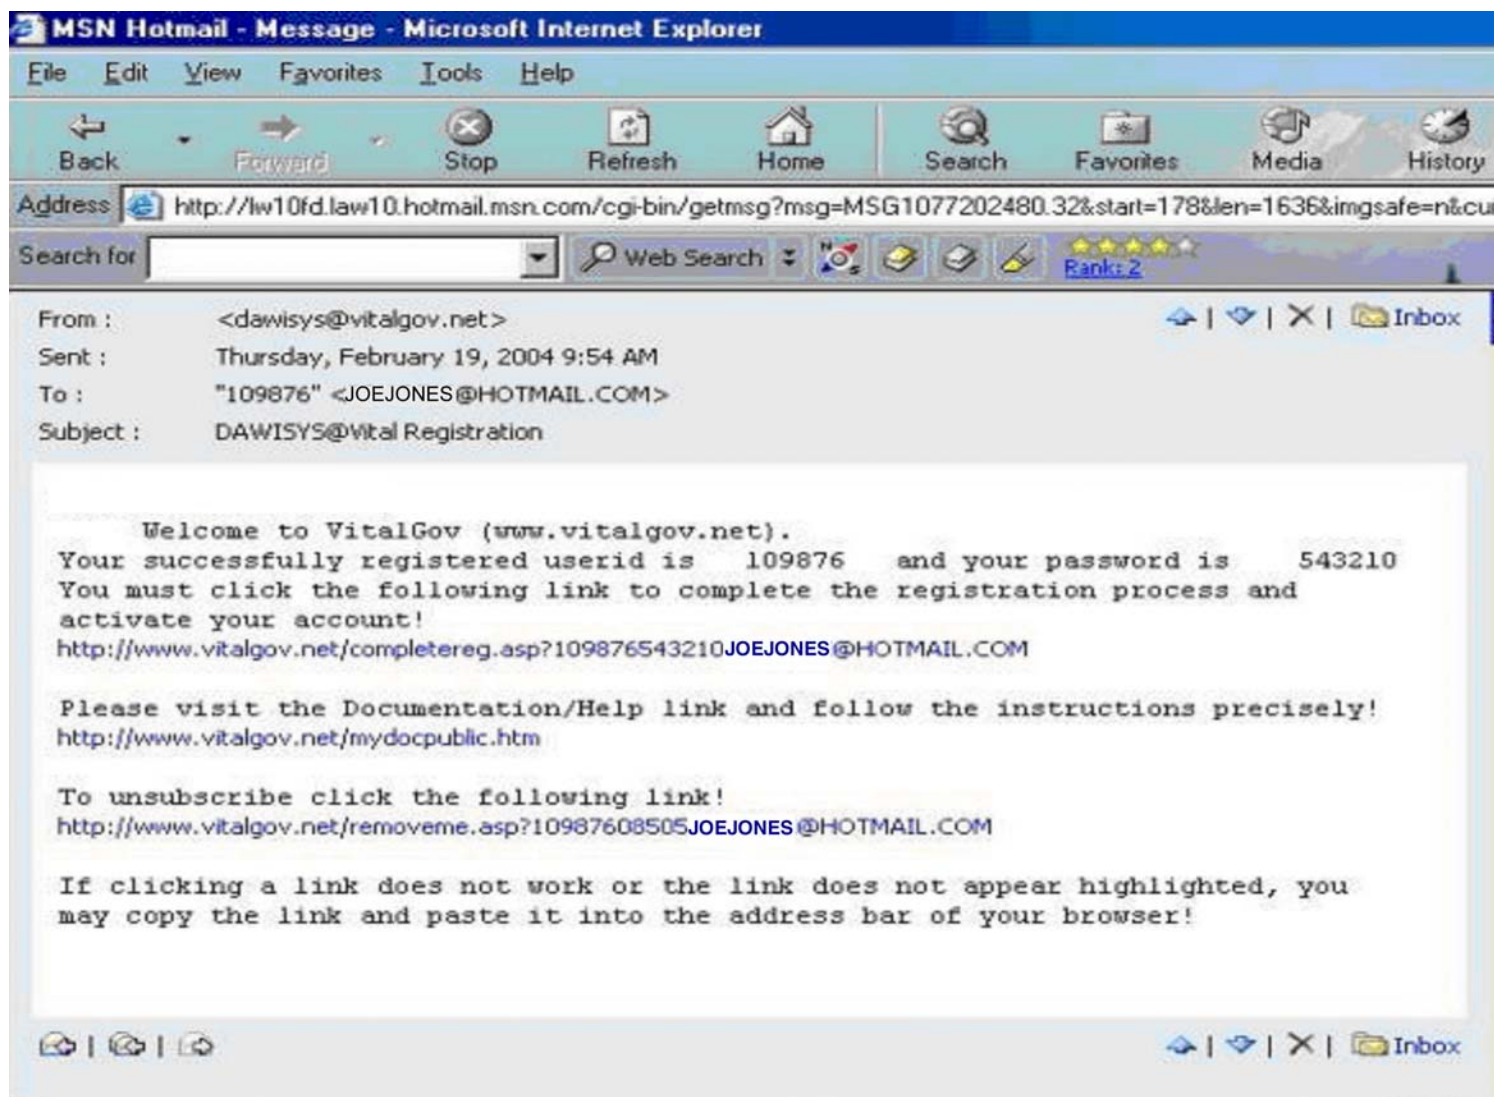 MSN Hotmail - Message - Microsoft Internet Explorer
File Edit View Favorites Tools Help
Back Forward Stop Refresh Home Search Favorites Media History
Address http://lw10fd.law10.hotmail.msn.com/cgi-bin/getmsg?msg=MSG1077202480.32&start=178&len=1636&imgsafe=n&cu
Search for Web Search Rank: 2
From : <dawisys@vitalgov.net> Inbox
Sent : Thursday, February 19, 2004 9:54 AM
To : "109876" <JOEJONES@HOTMAIL.COM>
Subject : DAWISYS@Vital Registration
Welcome to VitalGov (www.vitalgov.net).
Your successfully registered userid is 109876 and your password is 543210
You must click the following link to complete the registration process and
activate your account!
http://www.vitalgov.net/completereg.asp?109876543210JOEJONES@HOTMAIL.COM
Please visit the Documentation/Help link and follow the instructions precisely!
http://www.vitalgov.net/mydocpublic.htm
To unsubscribe click the following link!
http://www.vitalgov.net/removeme.asp?10987608505JOEJONES@HOTMAIL.COM
If clicking a link does not work or the link does not appear highlighted, you
may copy the link and paste it into the address bar of your browser!
Inbox